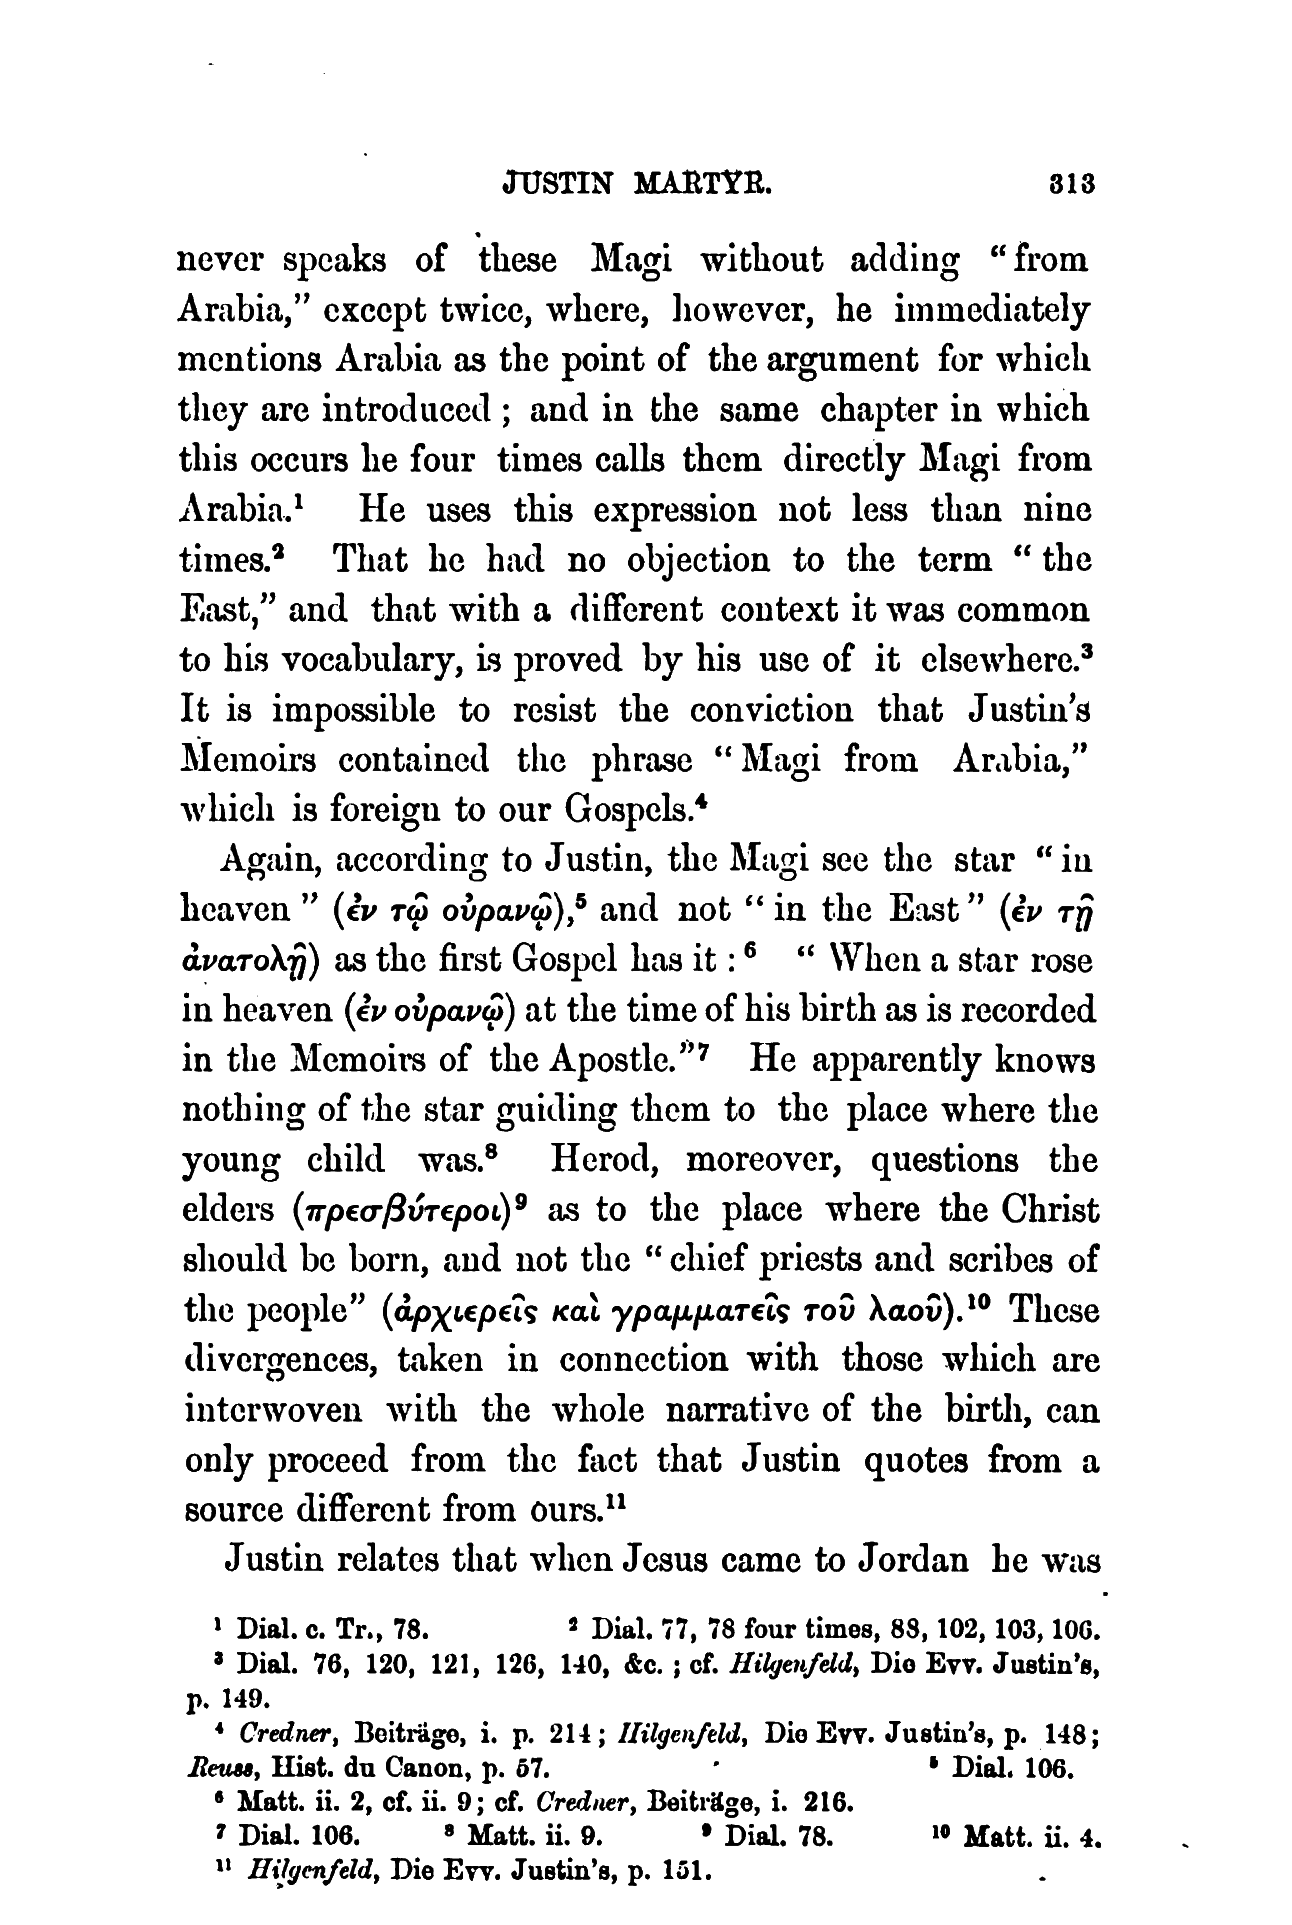 JUSTIN MARTYR. 313
never speaks of these Magi without adding “from
Arabia,” except twice, where, however, he immediately
mentions Arabia as the point of the argument for which
they are introduced ; and in the same chapter in which
this occurs he four times calls them directly Magi from
Arabia.¹ He uses this expression not less than nine
times.² That he had no objection to the term “ the
East,” and that with a different context it was common
to his vocabulary, is proved by his use of it elsewhere.³
It is impossible to resist the conviction that Justin’s
Memoirs contained the phrase “ Magi from Arabia,”
which is foreign to our Gospels.⁴
Again, according to Justin, the Magi see the star “ in
heaven ” (ἐν τῷ οὐρανῷ),⁵ and not “ in the East ” (ἐν τῇ
ἀνατολῇ) as the first Gospel has it : ⁶ “ When a star rose
in heaven (ἐν οὐρανῷ) at the time of his birth as is recorded
in the Memoirs of the Apostle.”⁷ He apparently knows
nothing of the star guiding them to the place where the
young child was.⁸ Herod, moreover, questions the
elders (πρεσβύτεροι)⁹ as to the place where the Christ
should be born, and not the “ chief priests and scribes of
the people” (ἀρχιερεῖς καὶ γραμματεῖς τοῦ λαοῦ).¹⁰ These
divergences, taken in connection with those which are
interwoven with the whole narrative of the birth, can
only proceed from the fact that Justin quotes from a
source different from ours.¹¹
Justin relates that when Jesus came to Jordan he was
¹ Dial. c. Tr., 78. ² Dial. 77, 78 four times, 88, 102, 103, 106.
³ Dial. 76, 120, 121, 126, 140, &c. ; cf. Hilgenfeld, Die Evv. Justin’s,
p. 149.
⁴ Credner, Beiträge, i. p. 214 ; Hilgenfeld, Die Evv. Justin’s, p. 148 ;
Reuss, Hist. du Canon, p. 57. ⁵ Dial. 106.
⁶ Matt. ii. 2, cf. ii. 9 ; cf. Credner, Beiträge, i. 216.
⁷ Dial. 106. ⁸ Matt. ii. 9. ⁹ Dial. 78. ¹⁰ Matt. ii. 4.
¹¹ Hilgenfeld, Die Evv. Justin’s, p. 151.